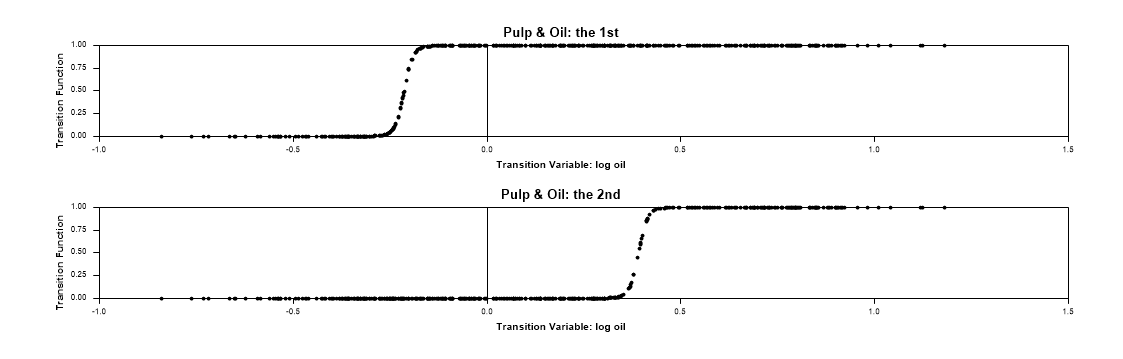 Pulp & Oil: the 1st
Transition Function
1.00
0.75
0.50
0.25
0.00
-1.0 -0.5 0.0 0.5 1.0 1.5
Transition Variable: log oil
Pulp & Oil: the 2nd
Transition Function
1.00
0.75
0.50
0.25
0.00
-1.0 -0.5 0.0 0.5 1.0 1.5
Transition Variable: log oil